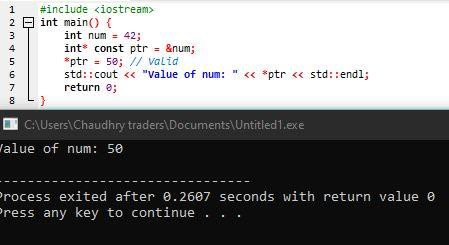 1 #include <iostream>
2 int main() {
3 int num = 42;
4 int* const ptr = &num;
5 *ptr = 50; // Valid
6 std::cout << "Value of num: " << *ptr << std::endl;
7 return 0;
8 }
C:\Users\Chaudhry traders\Documents\Untitled1.exe
Value of num: 50
--------------------------------
Process exited after 0.2607 seconds with return value 0
Press any key to continue . . .